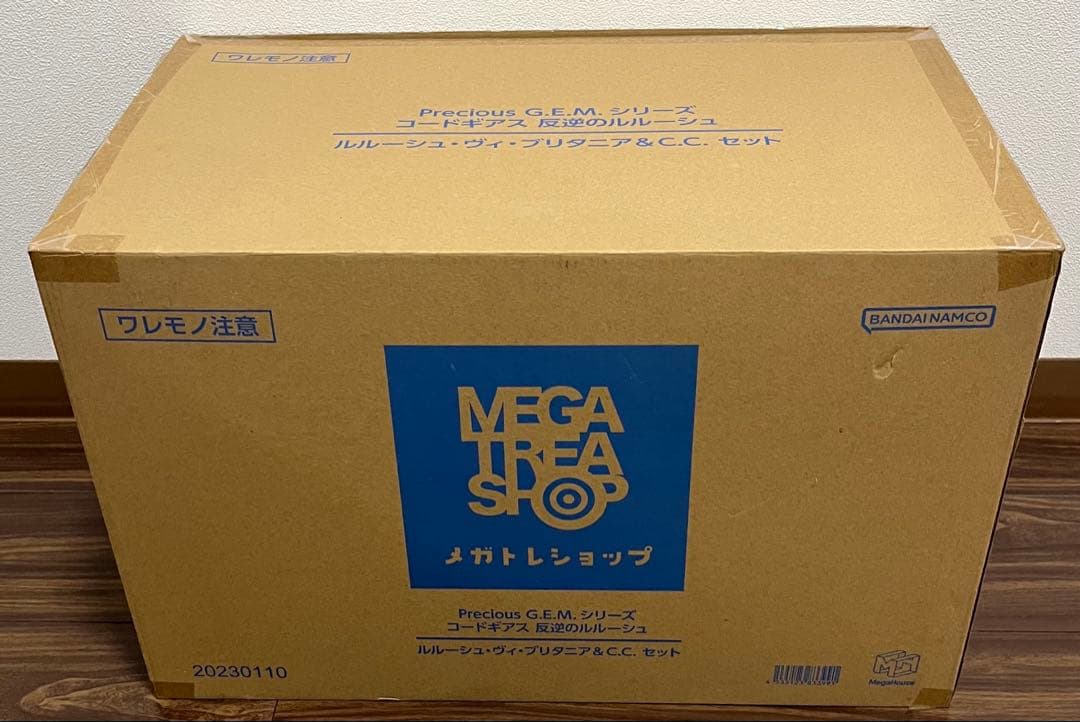 ワレモノ注意
Precious G.E.M.シリーズ
コードギアス 反逆のルルーシュ
ルルーシュ・ヴィ・ブリタニア&C.C. セット
ワレモノ注意
BANDAI NAMCO
MEGA
TREA
SHOP
メガトレショップ
Precious G.E.M.シリーズ
コードギアス 反逆のルルーシュ
ルルーシュ・ヴィ・ブリタニア&C.C. セット
20230110
MegaHouse